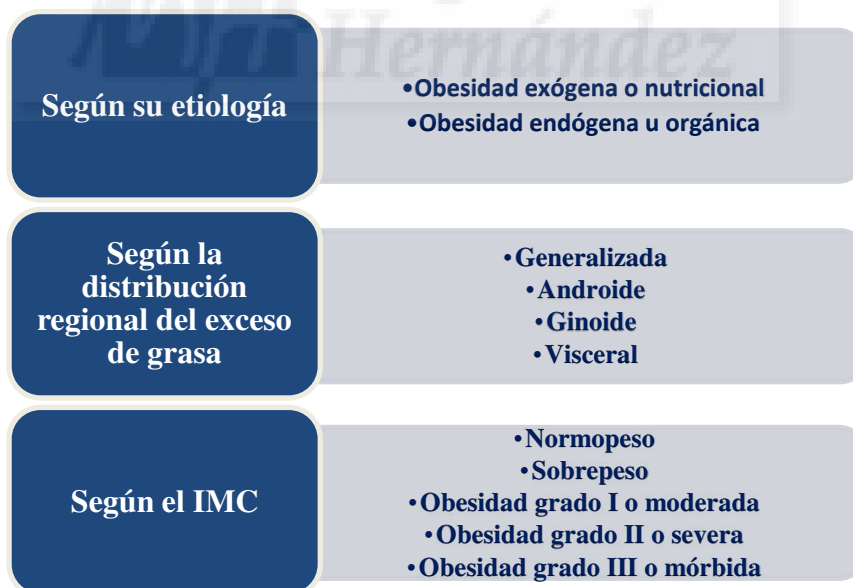 Hernández
Según su etiología
•Obesidad exógena o nutricional
•Obesidad endógena u orgánica
Según la
distribución
regional del exceso
de grasa
•Generalizada
•Androide
•Ginoide
•Visceral
Según el IMC
•Normopeso
•Sobrepeso
•Obesidad grado I o moderada
•Obesidad grado II o severa
•Obesidad grado III o mórbida